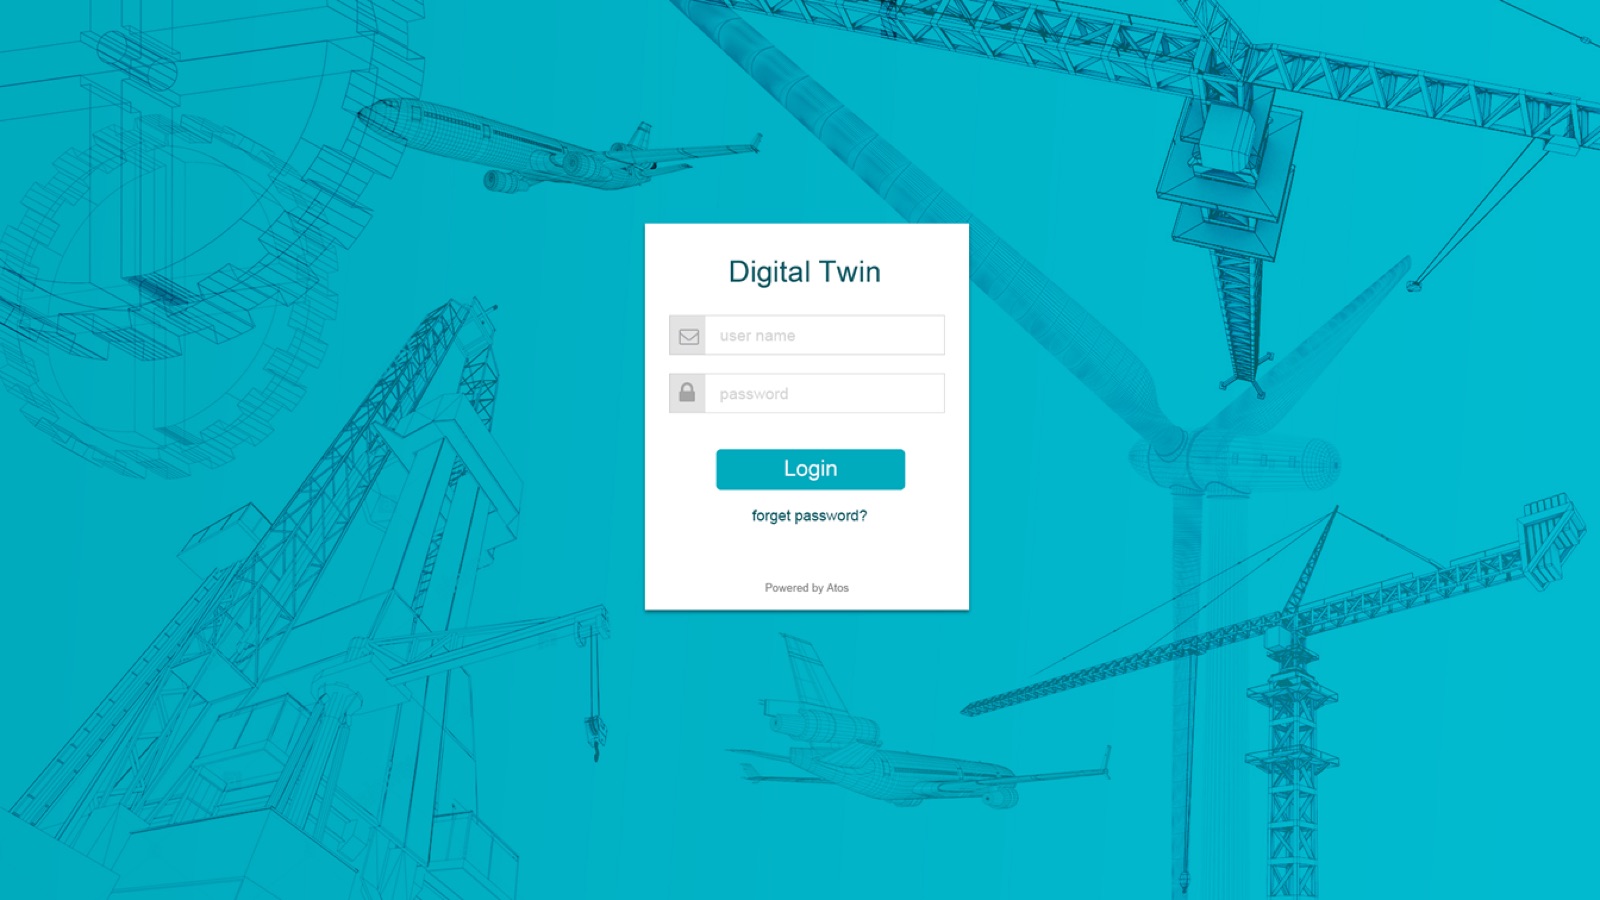 Digital Twin
user name
password
Login
forget password?
Powered by Atos